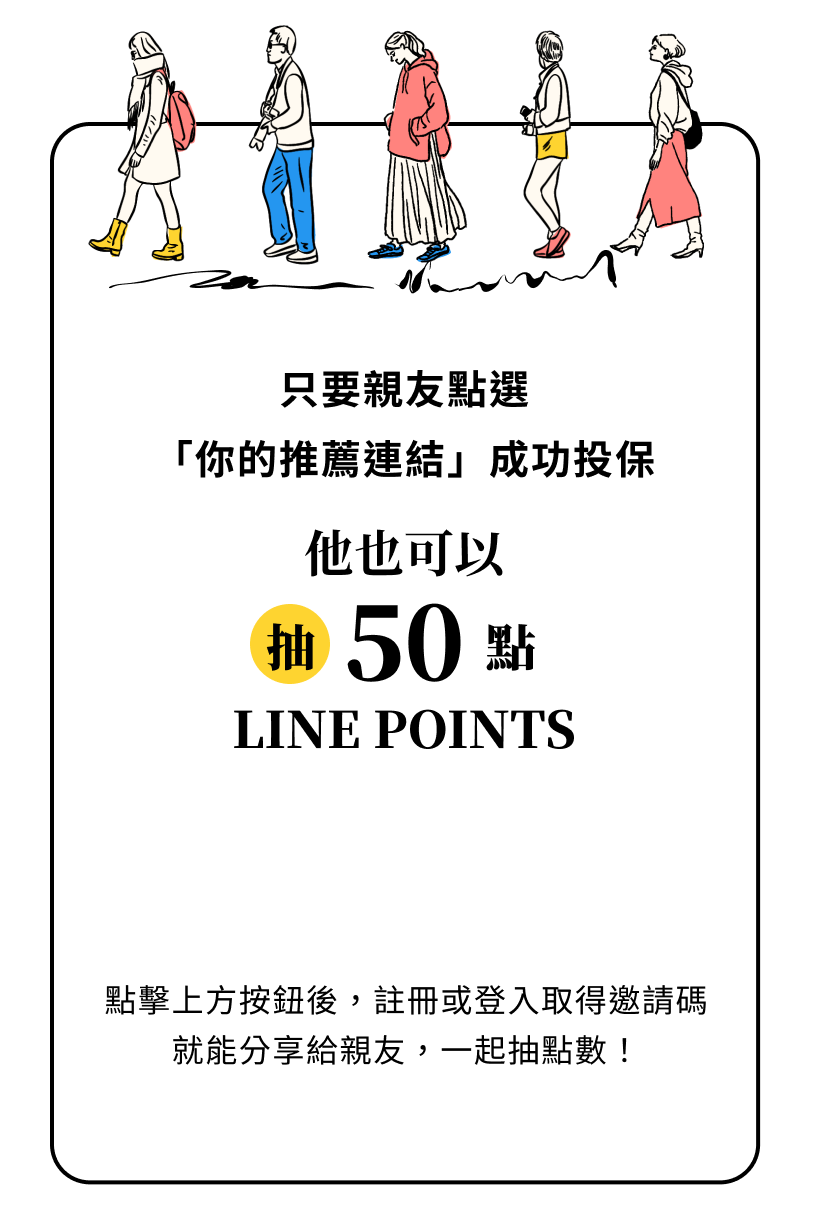 只要親友點選
「你的推薦連結」成功投保
他也可以
抽 50 點
LINE POINTS
點擊上方按鈕後，註冊或登入取得邀請碼
就能分享給親友，一起抽點數！